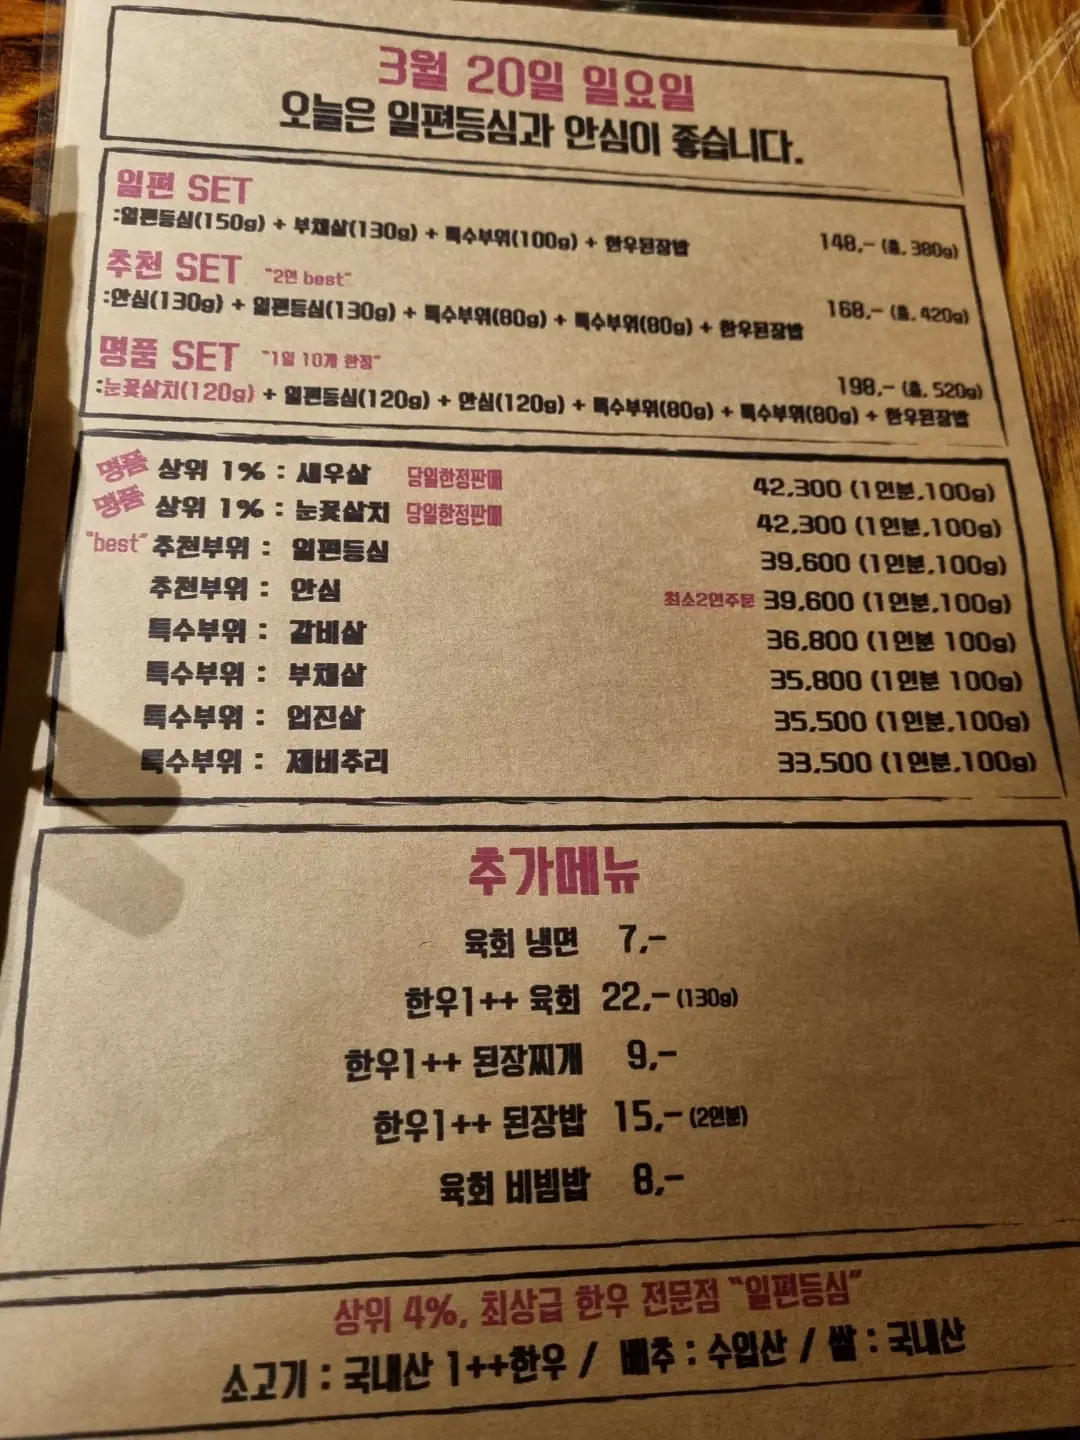 3월 20일 일요일
오늘은 일편등심과 안심이 좋습니다.
일편 SET
:일편등심(150g) + 부채살(130g) + 특수부위(100g) + 한우된장밥 148,- (총, 380g)
추천 SET "2인 best"
:안심(130g) + 일편등심(130g) + 특수부위(80g) + 특수부위(80g) + 한우된장밥 168,- (총, 420g)
명품 SET "1일 10개 한정" 198,- (총, 520g)
:눈꽃살치(120g) + 일편등심(120g) + 안심(120g) + 특수부위(80g) + 특수부위(80g) + 한우된장밥
명품 상위 1% : 새우살 당일한정판매 42,300 (1인분,100g)
명품 상위 1% : 눈꽃살치 당일한정판매 42,300 (1인분,100g)
"best" 추천부위 : 일편등심 39,600 (1인분,100g)
추천부위 : 안심 최소2인주문 39,600 (1인분,100g)
특수부위 : 갈비살 36,800 (1인분 100g)
특수부위 : 부채살 35,800 (1인분 100g)
특수부위 : 업진살 35,500 (1인분,100g)
특수부위 : 제비추리 33,500 (1인분,100g)
추가메뉴
육회 냉면 7,-
한우1++ 육회 22,- (130g)
한우1++ 된장찌개 9,-
한우1++ 된장밥 15,- (2인분)
육회 비빔밥 8,-
상위 4%, 최상급 한우 전문점 "일편등심"
소고기 : 국내산 1++한우 / 배추 : 수입산 / 쌀 : 국내산